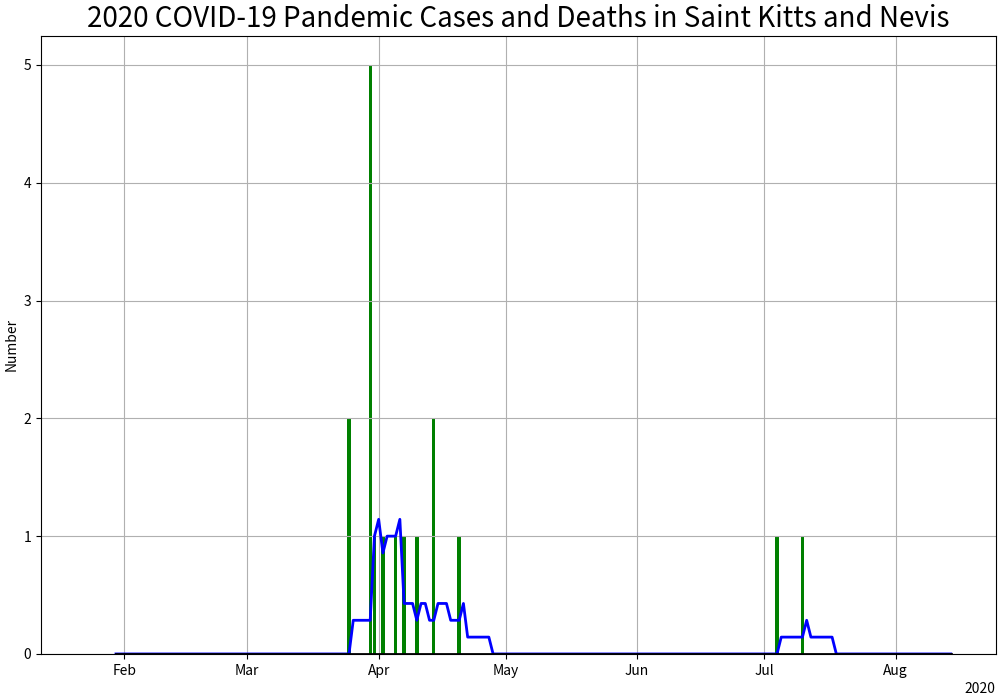 2020 COVID-19 Pandemic Cases and Deaths in Saint Kitts and Nevis
5
4
3
2
1
0
Number
Feb Mar Apr May Jun Jul Aug
2020